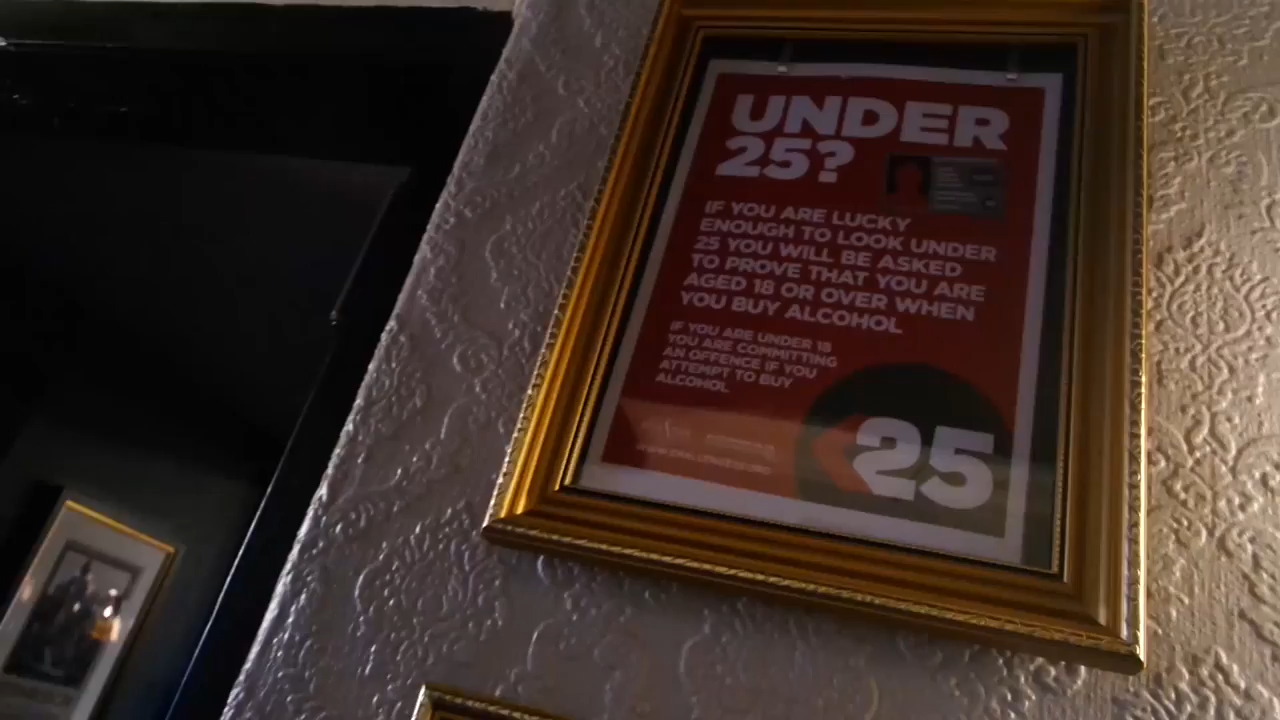 UNDER
25?
IF YOU ARE LUCKY
ENOUGH TO LOOK UNDER
25 YOU WILL BE ASKED
TO PROVE THAT YOU ARE
AGED 18 OR OVER WHEN
YOU BUY ALCOHOL
IF YOU ARE UNDER 18
YOU ARE COMMITTING
AN OFFENCE IF YOU
ATTEMPT TO BUY
ALCOHOL
25